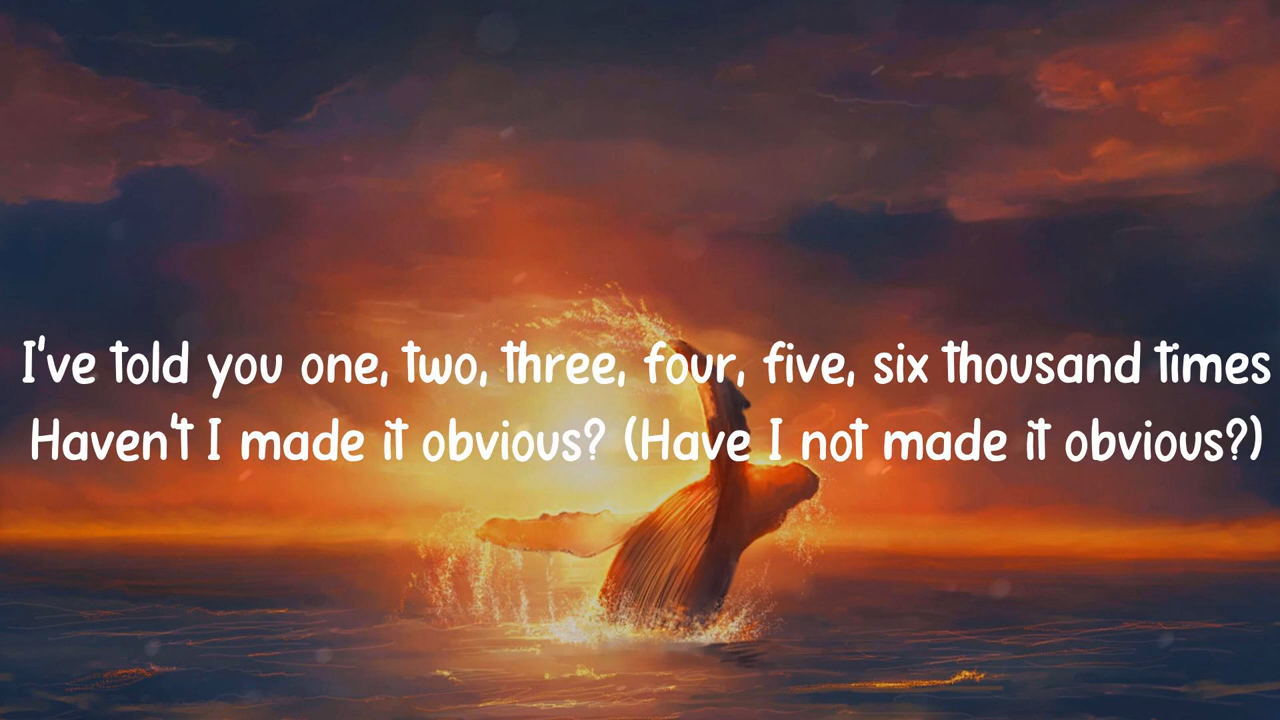 I've told you one, two, three, four, five, six thousand times
Haven't I made it obvious? (Have I not made it obvious?)